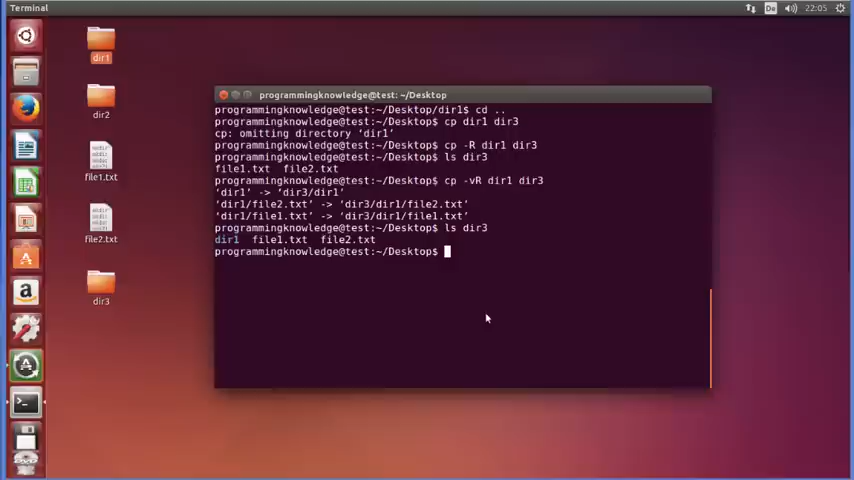 Terminal
De
22:05
dir1
dir2
file1.txt
file2.txt
dir3
programmingknowledge@test: ~/Desktop
programmingknowledge@test:~/Desktop/dir1$ cd ..
programmingknowledge@test:~/Desktop$ cp dir1 dir3
cp: omitting directory ‘dir1’
programmingknowledge@test:~/Desktop$ cp -R dir1 dir3
programmingknowledge@test:~/Desktop$ ls dir3
file1.txt  file2.txt
programmingknowledge@test:~/Desktop$ cp -vR dir1 dir3
‘dir1’ -> ‘dir3/dir1’
‘dir1/file2.txt’ -> ‘dir3/dir1/file2.txt’
‘dir1/file1.txt’ -> ‘dir3/dir1/file1.txt’
programmingknowledge@test:~/Desktop$ ls dir3
dir1  file1.txt  file2.txt
programmingknowledge@test:~/Desktop$